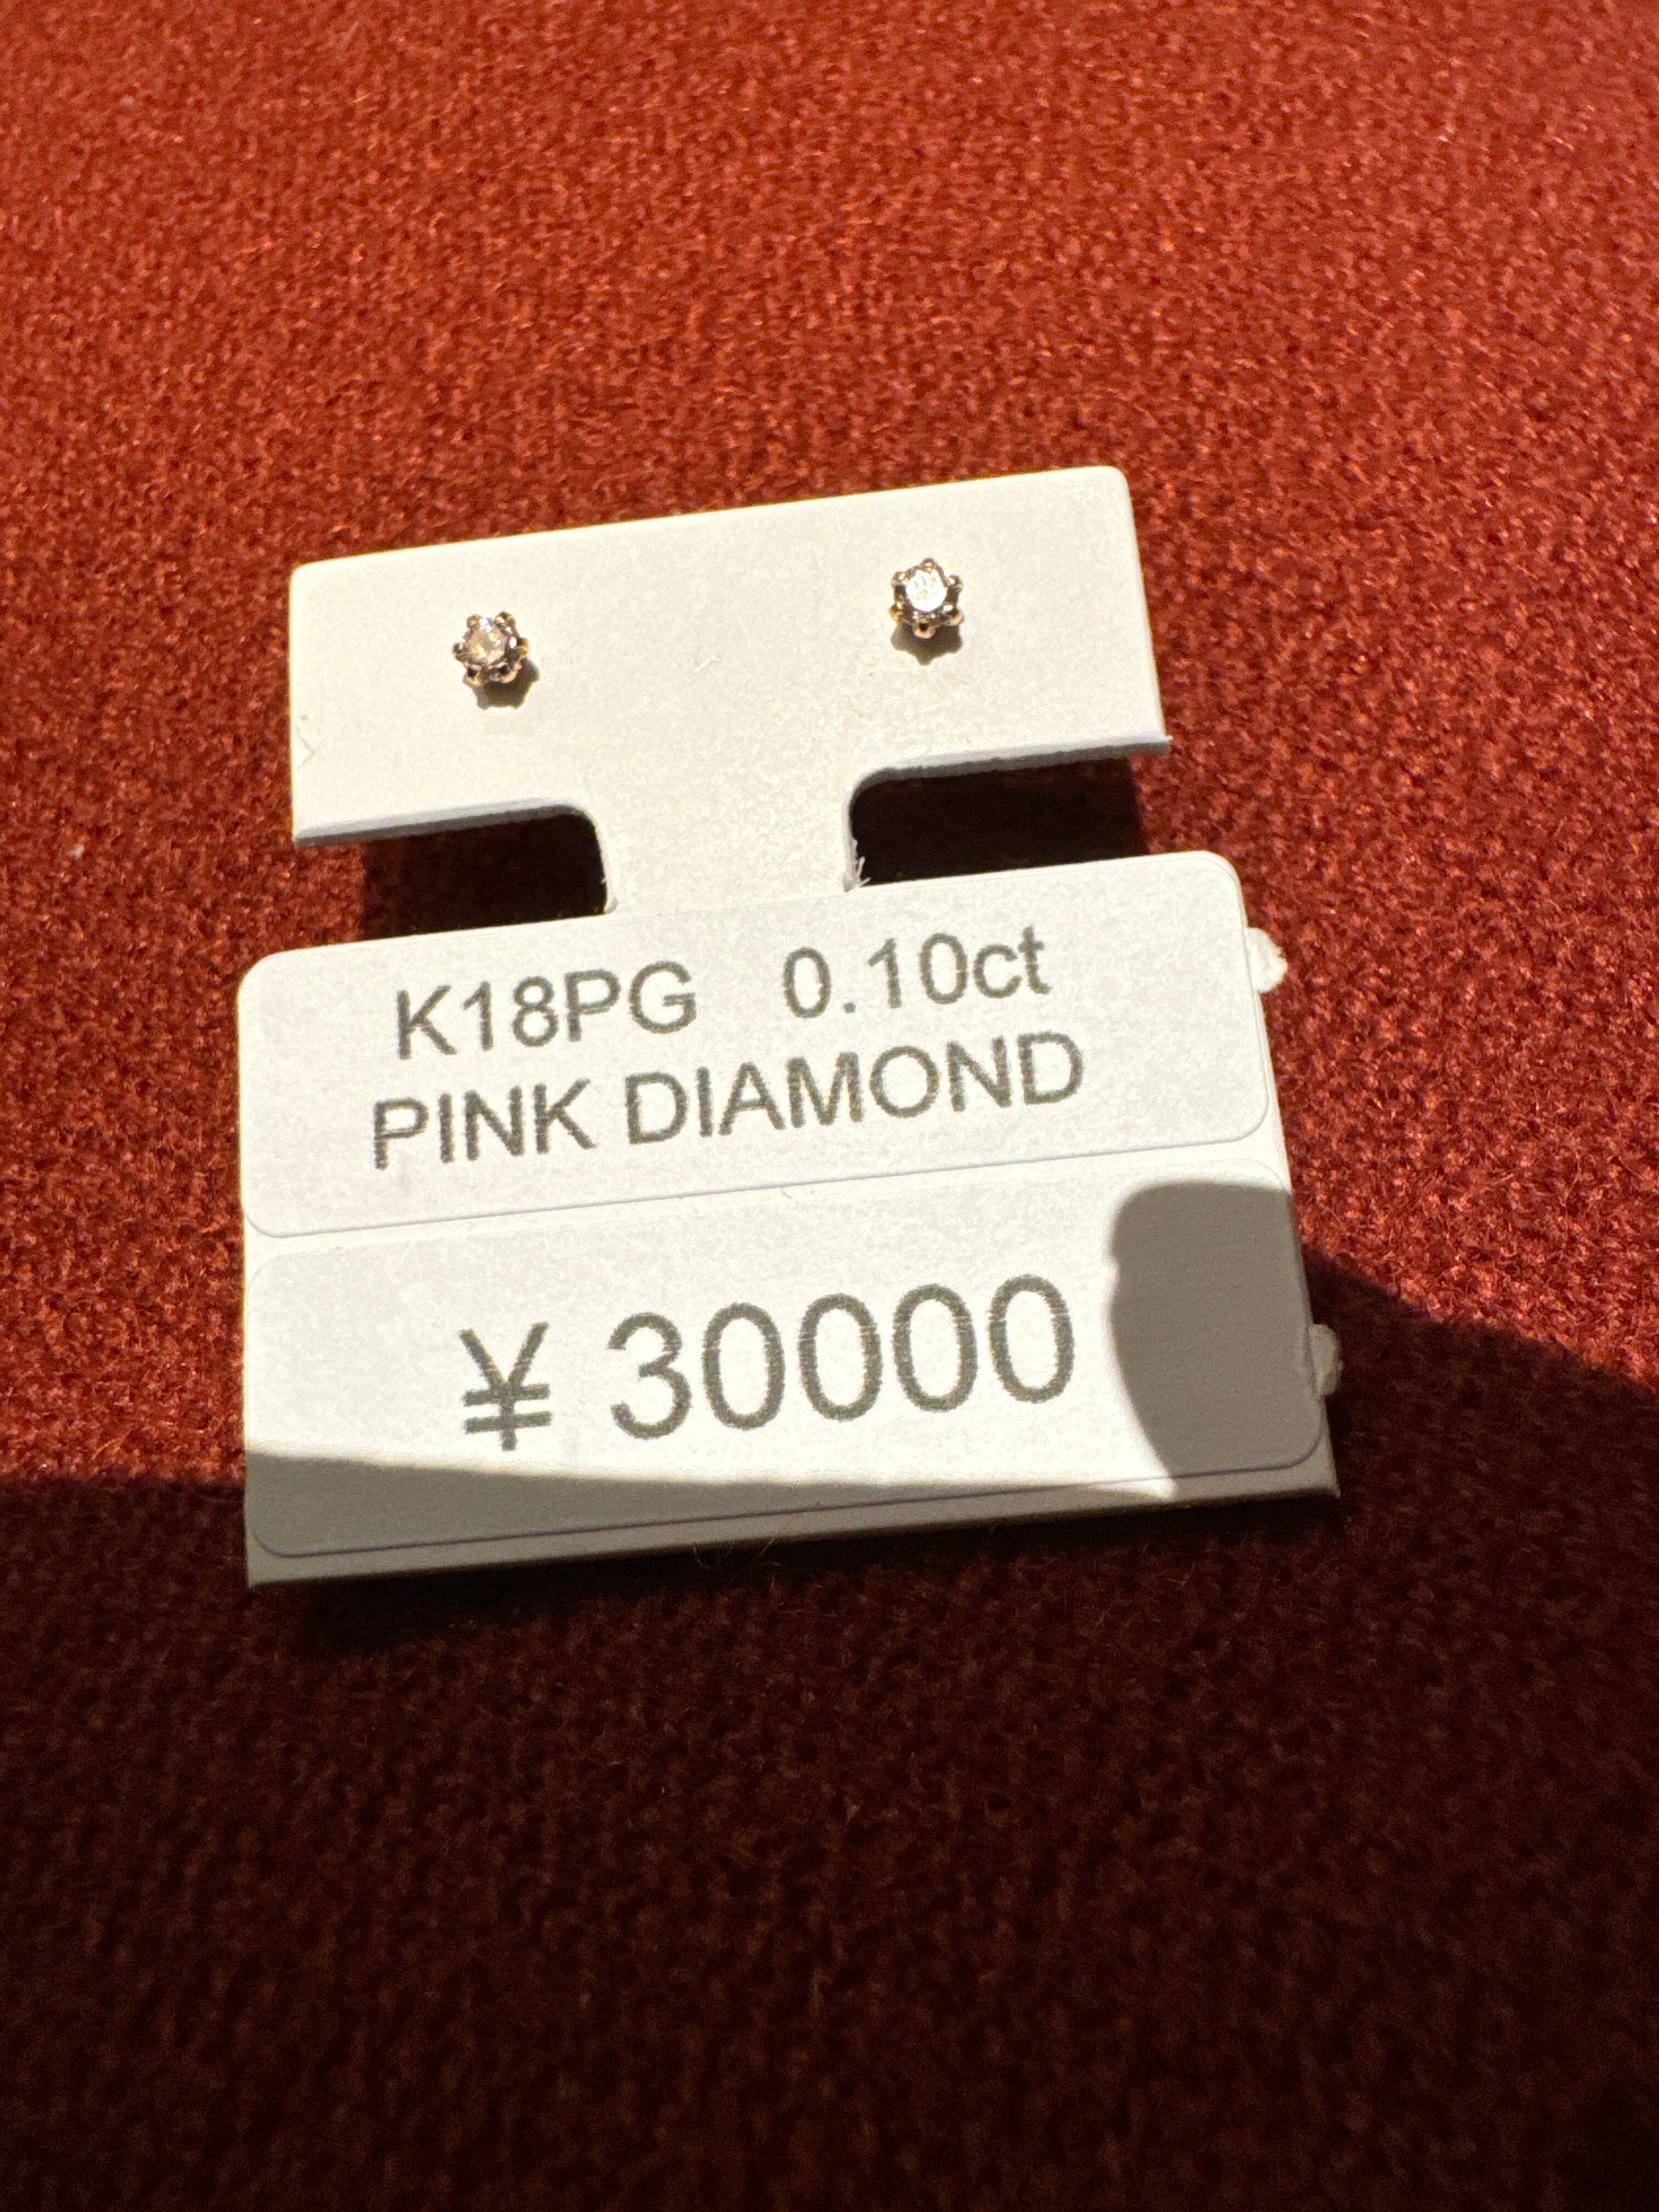 K18PG 0.10ct
PINK DIAMOND
¥ 30000